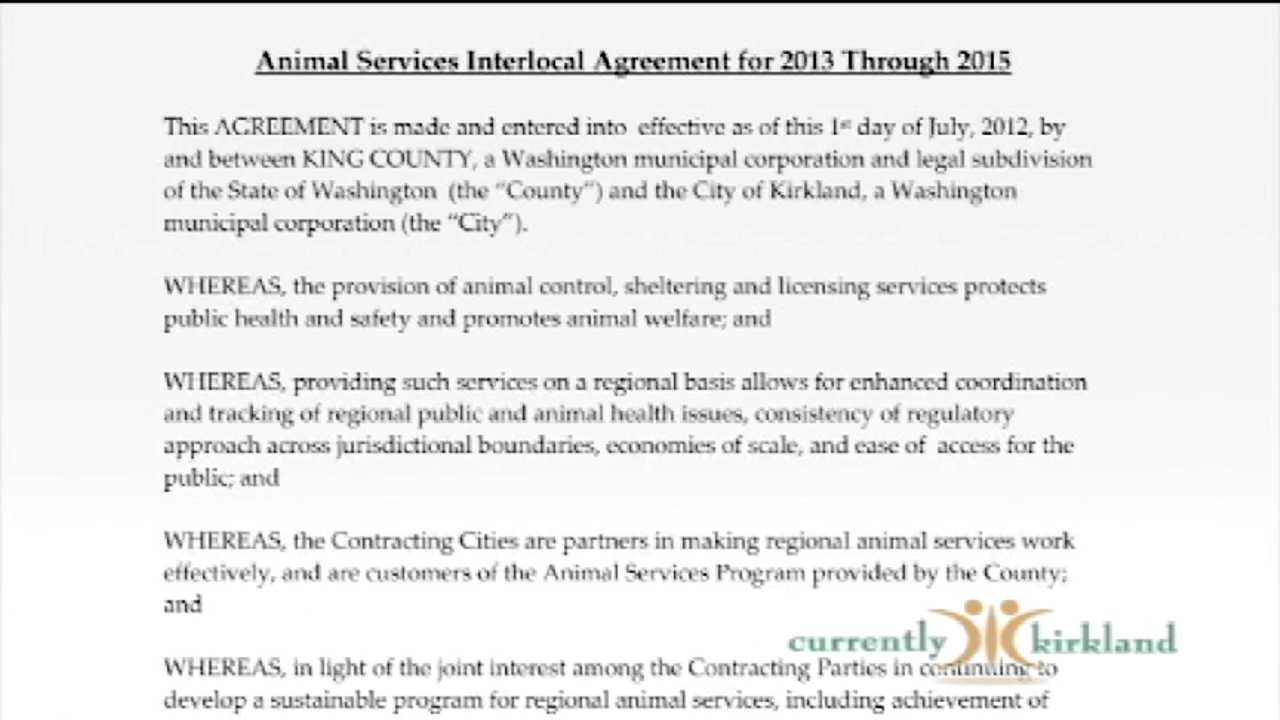 Animal Services Interlocal Agreement for 2013 Through 2015
This AGREEMENT is made and entered into effective as of this 1st day of July, 2012, by
and between KING COUNTY, a Washington municipal corporation and legal subdivision
of the State of Washington (the “County”) and the City of Kirkland, a Washington
municipal corporation (the “City”).
WHEREAS, the provision of animal control, sheltering and licensing services protects
public health and safety and promotes animal welfare; and
WHEREAS, providing such services on a regional basis allows for enhanced coordination
and tracking of regional public and animal health issues, consistency of regulatory
approach across jurisdictional boundaries, economies of scale, and ease of access for the
public; and
WHEREAS, the Contracting Cities are partners in making regional animal services work
effectively, and are customers of the Animal Services Program provided by the County;
and
currently kirkland
WHEREAS, in light of the joint interest among the Contracting Parties in continuing to
develop a sustainable program for regional animal services, including achievement of